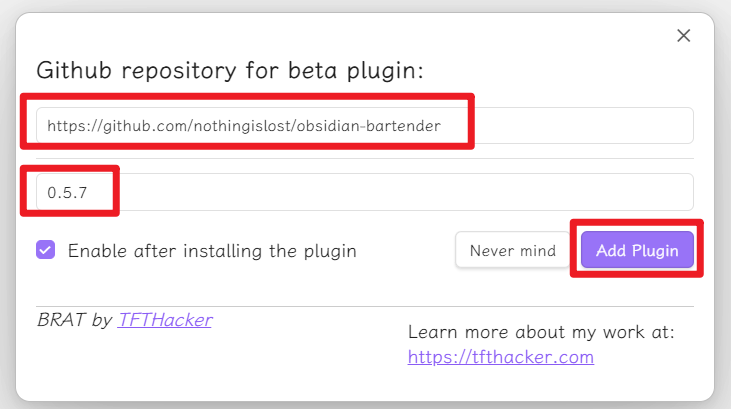 Github repository for beta plugin:
https://github.com/nothingislost/obsidian-bartender
0.5.7
Enable after installing the plugin
Never mind
Add Plugin
BRAT by TFTHacker
Learn more about my work at:
https://tfthacker.com